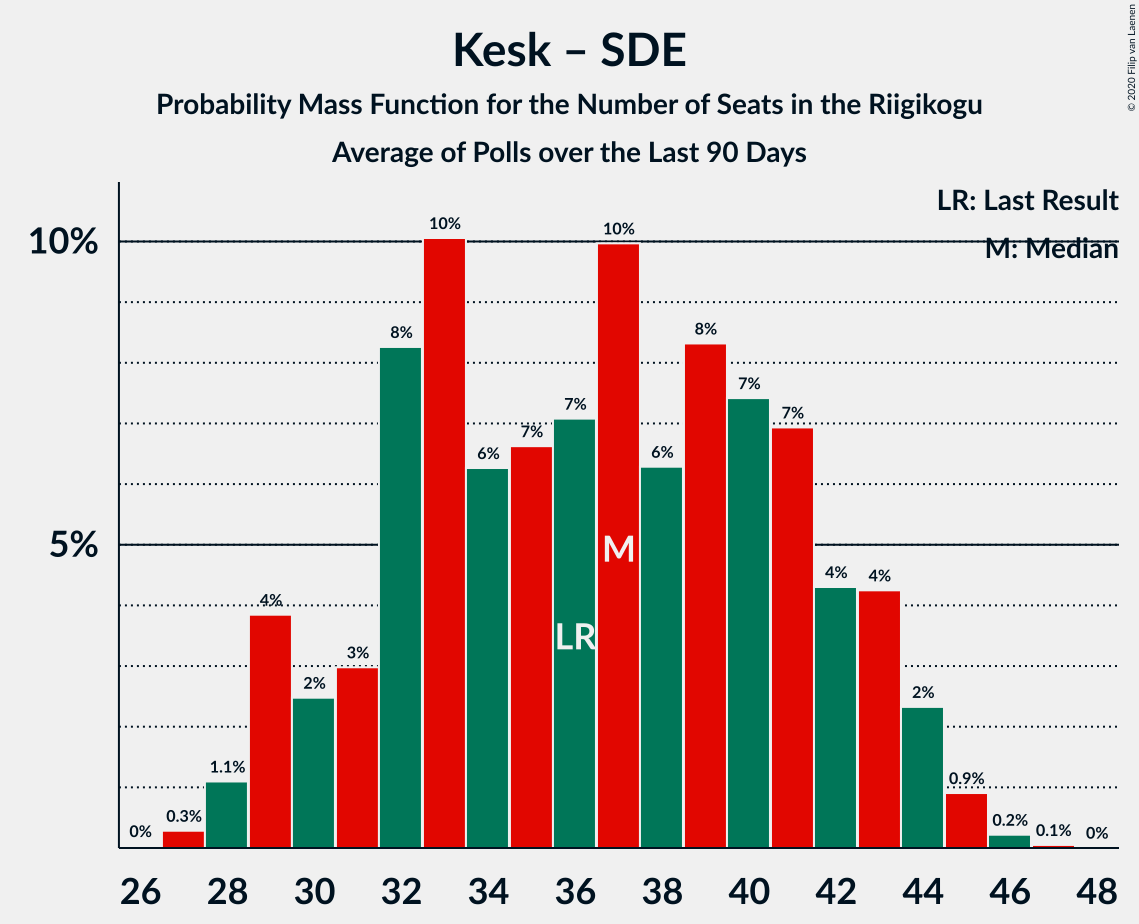 Kesk – SDE
Probability Mass Function for the Number of Seats in the Riigikogu
Average of Polls over the Last 90 Days
© 2020 Filip van Laenen
LR: Last Result
M: Median
10%
5%
0%
0.3%
1.1%
4%
2%
3%
8%
10%
6%
7%
7%
10%
6%
8%
7%
7%
4%
4%
2%
0.9%
0.2%
0.1%
0%
M
LR
26 28 30 32 34 36 38 40 42 44 46 48